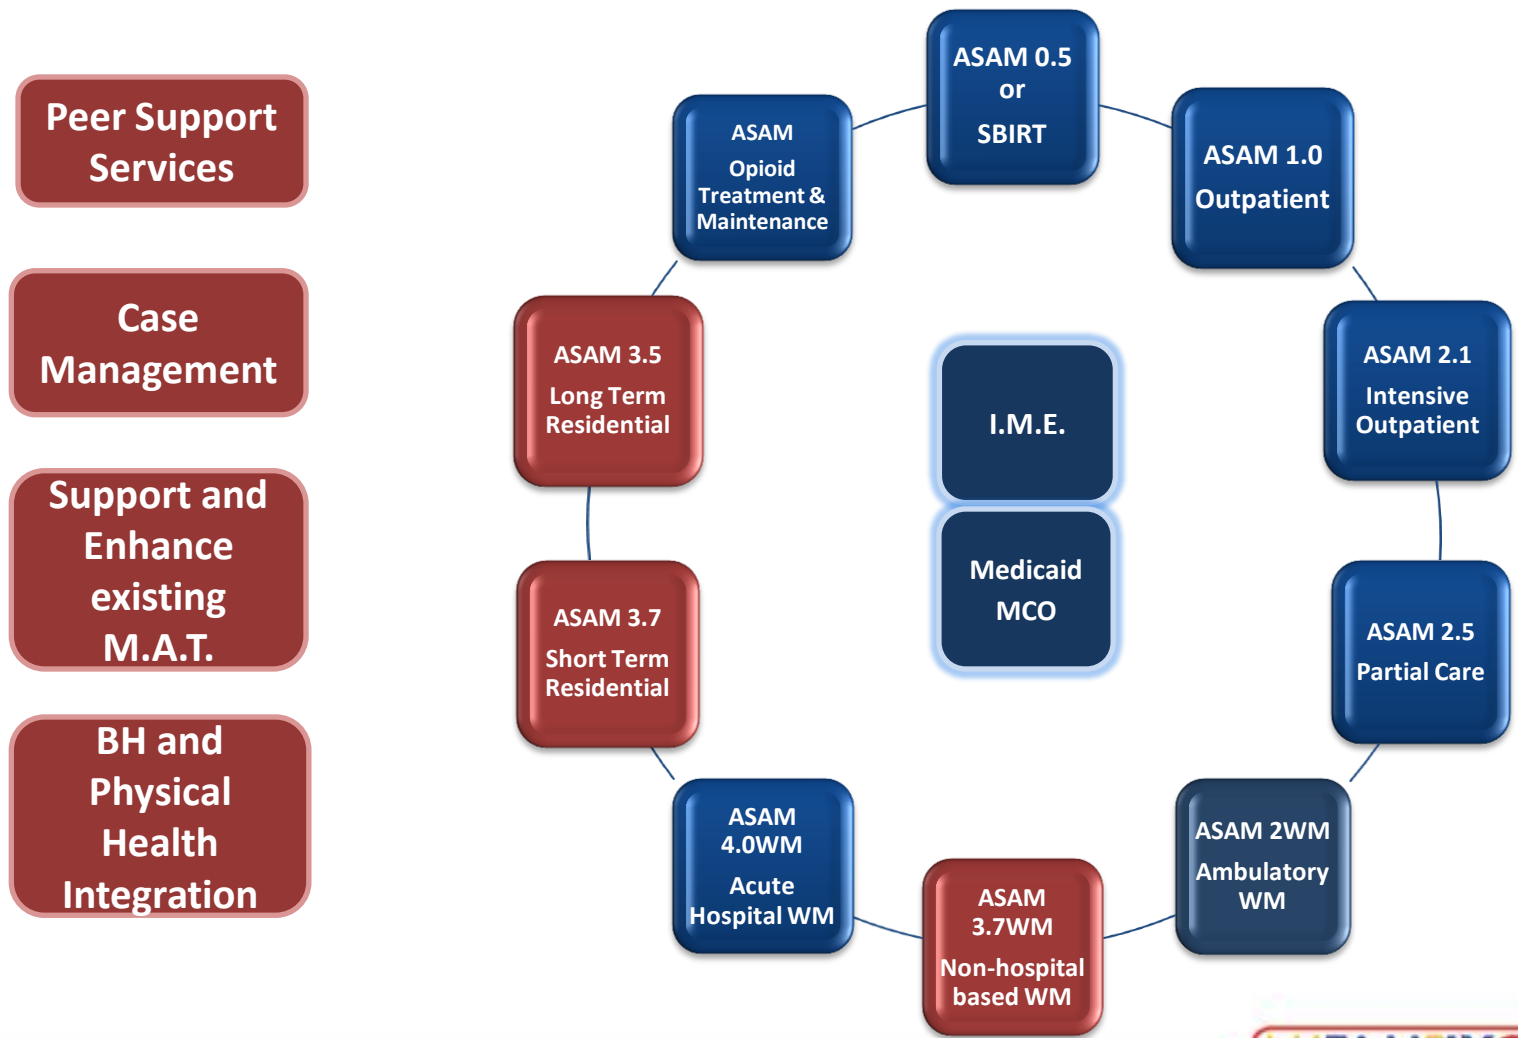 Peer Support
Services
Case
Management
Support and
Enhance
existing
M.A.T.
BH and
Physical
Health
Integration
ASAM 0.5
or
SBIRT
ASAM 1.0
Outpatient
ASAM 2.1
Intensive
Outpatient
ASAM 2.5
Partial Care
ASAM 2WM
Ambulatory
WM
ASAM
3.7WM
Non-hospital
based WM
ASAM
4.0WM
Acute
Hospital WM
ASAM 3.7
Short Term
Residential
ASAM 3.5
Long Term
Residential
ASAM
Opioid
Treatment &
Maintenance
I.M.E.
Medicaid
MCO